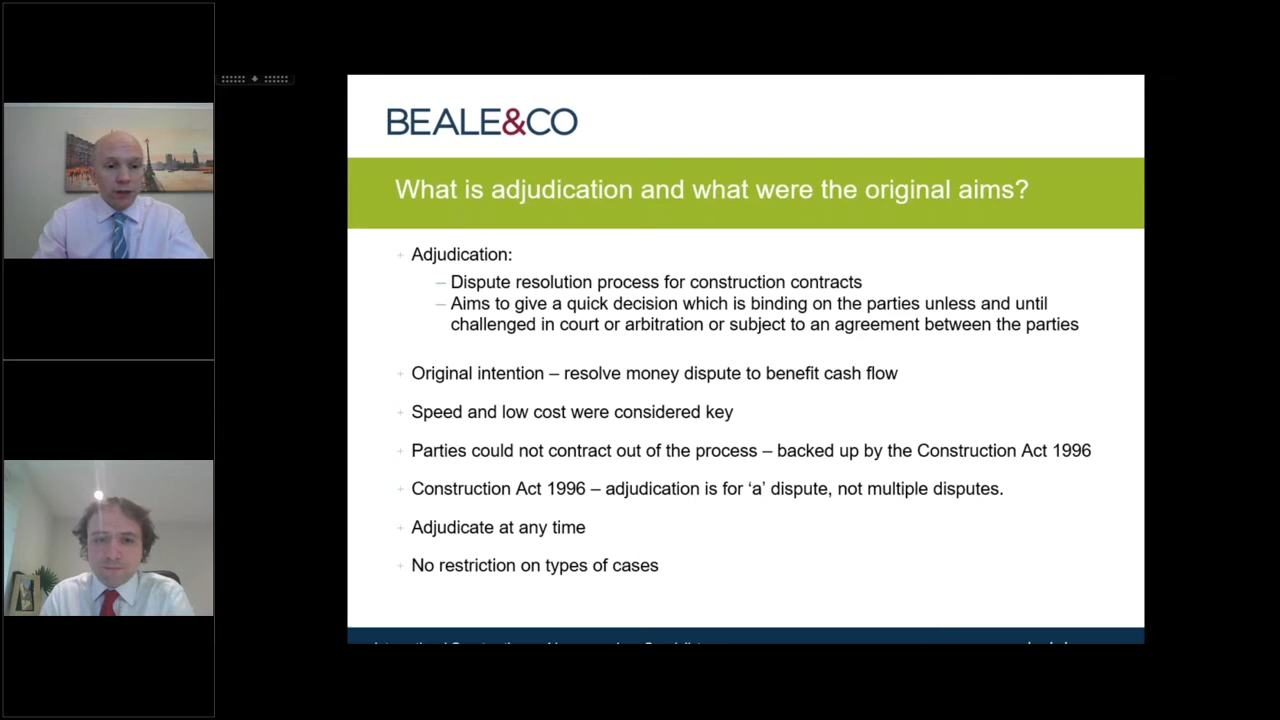 BEALE&CO
What is adjudication and what were the original aims?
+ Adjudication:
– Dispute resolution process for construction contracts
– Aims to give a quick decision which is binding on the parties unless and until
challenged in court or arbitration or subject to an agreement between the parties
+ Original intention – resolve money dispute to benefit cash flow
+ Speed and low cost were considered key
+ Parties could not contract out of the process – backed up by the Construction Act 1996
+ Construction Act 1996 – adjudication is for ‘a’ dispute, not multiple disputes.
+ Adjudicate at any time
+ No restriction on types of cases